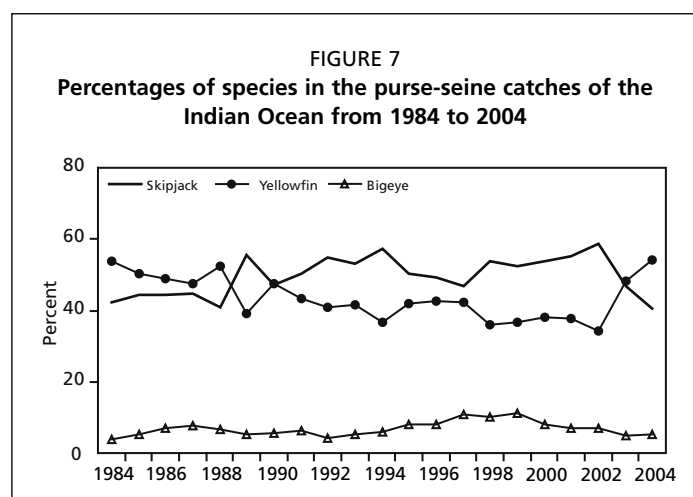 FIGURE 7
Percentages of species in the purse-seine catches of the
Indian Ocean from 1984 to 2004
80
Skipjack Yellowfin Bigeye
60
40
20
0
Percent
1984 1986 1988 1990 1992 1994 1996 1998 2000 2002 2004